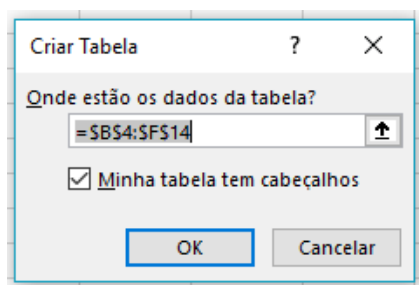 Criar Tabela ? ×
Onde estão os dados da tabela?
=$B$4:$F$14
Minha tabela tem cabeçalhos
OK Cancelar